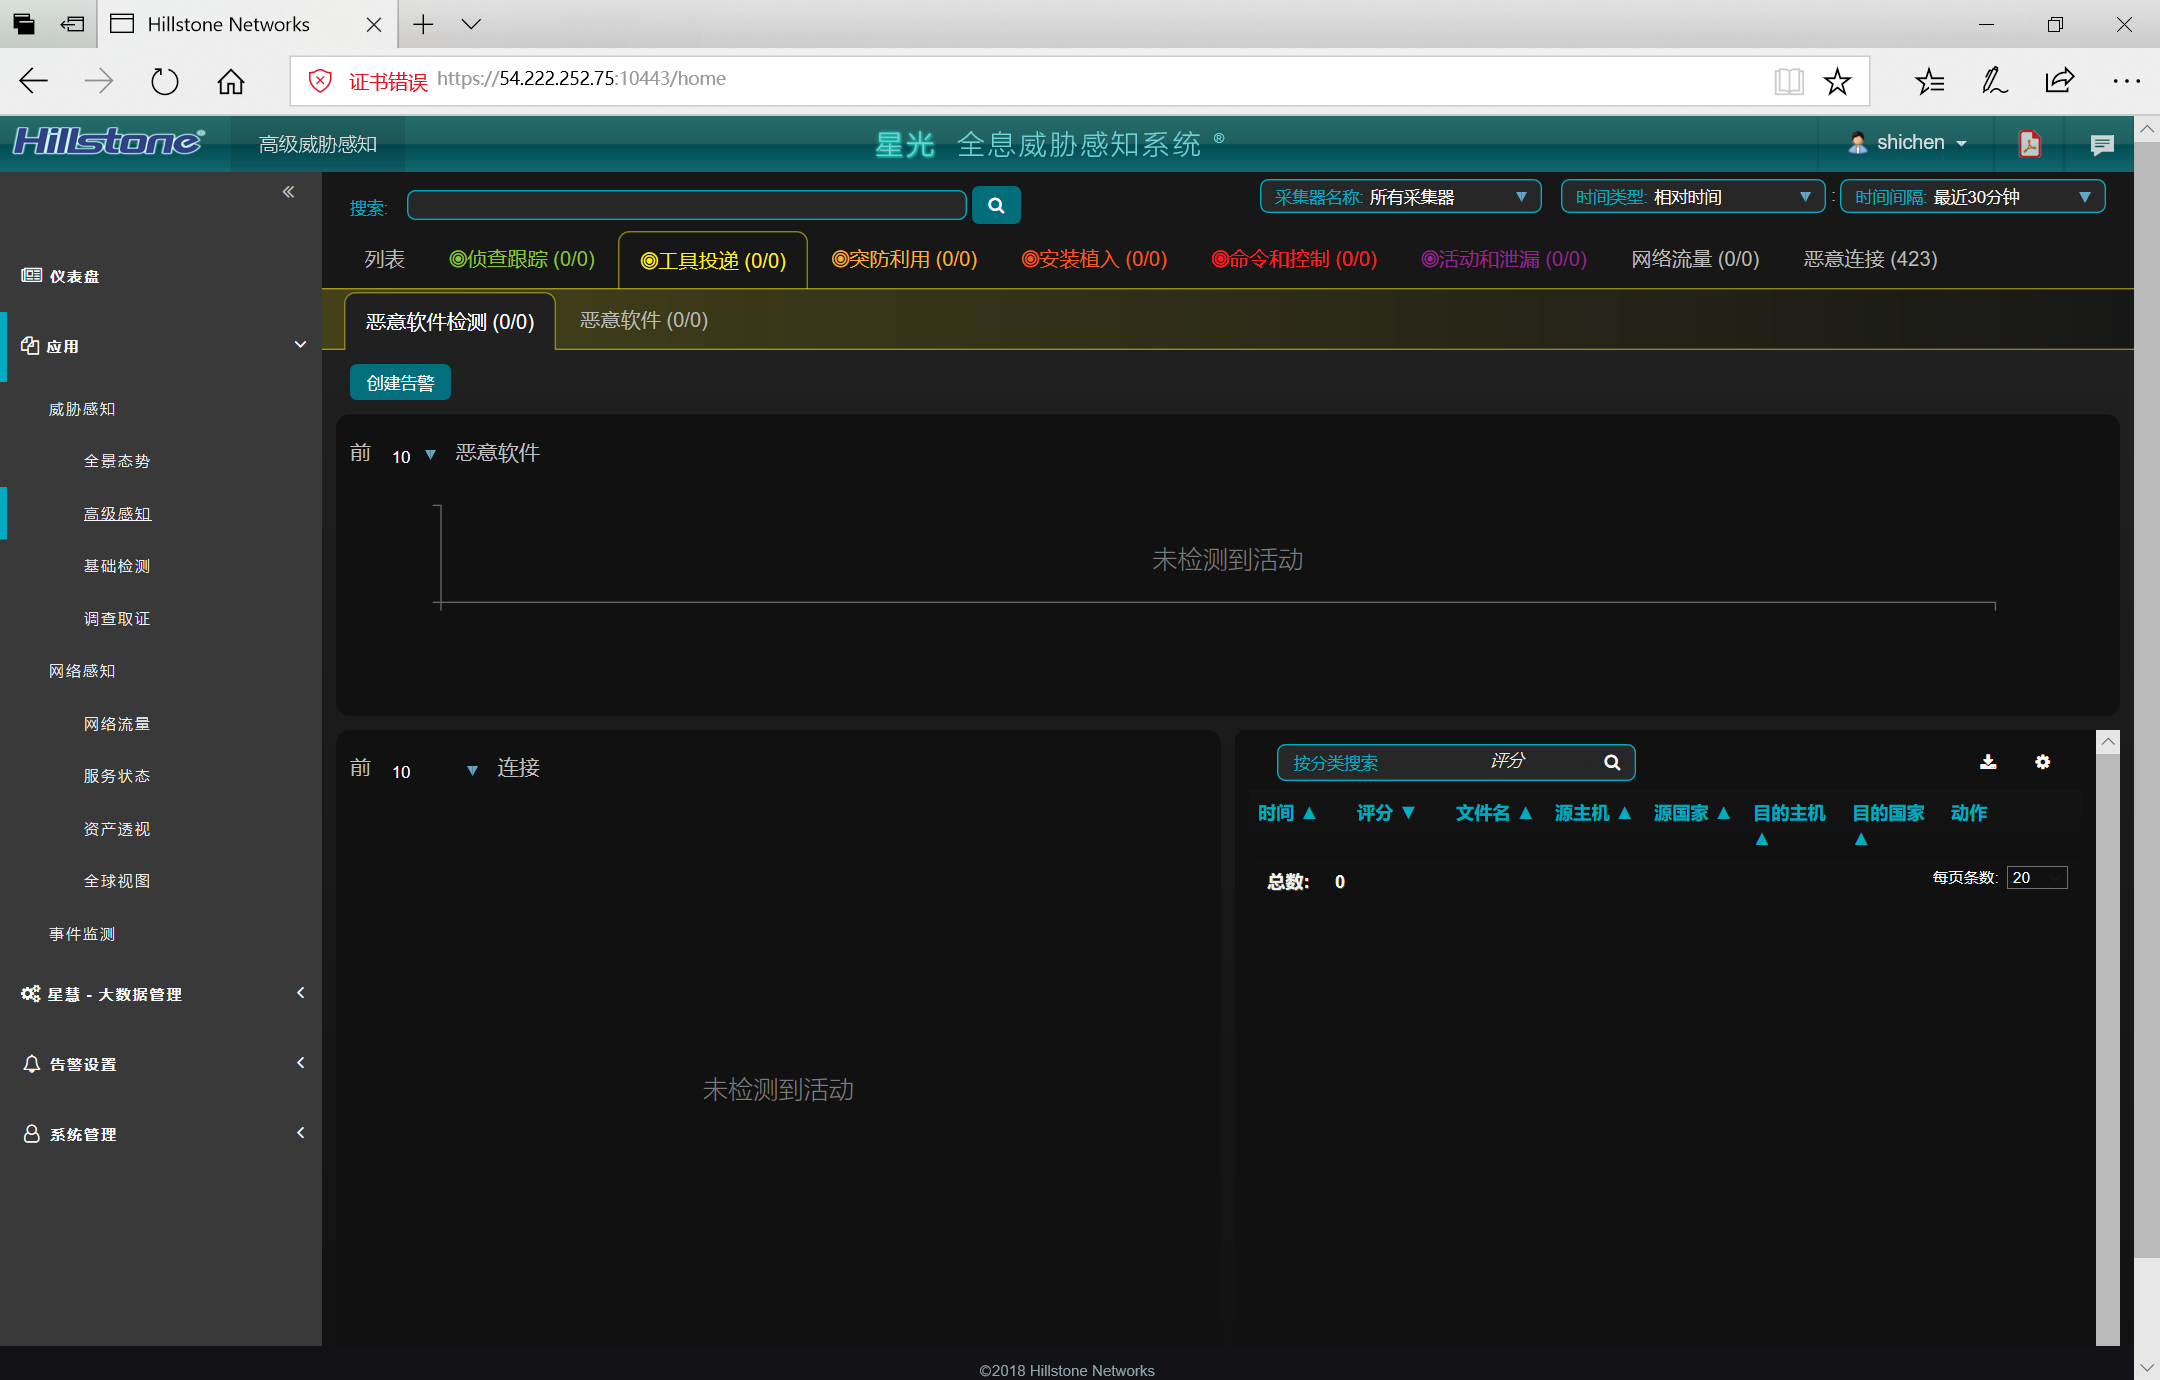 Hillstone Networks
证书错误 https://54.222.252.75:10443/home
Hillstone®
高级威胁感知
星光 全息威胁感知系统 ®
shichen
搜索:
采集器名称: 所有采集器
时间类型: 相对时间
:
时间间隔: 最近30分钟
列表
侦查跟踪 (0/0)
工具投递 (0/0)
突防利用 (0/0)
安装植入 (0/0)
命令和控制 (0/0)
活动和泄漏 (0/0)
网络流量 (0/0)
恶意连接 (423)
恶意软件检测 (0/0)
恶意软件 (0/0)
创建告警
仪表盘
应用
威胁感知
全景态势
高级感知
基础检测
调查取证
网络感知
网络流量
服务状态
资产透视
全球视图
事件监测
星慧 - 大数据管理
告警设置
系统管理
前 10 恶意软件
未检测到活动
前 10 连接
未检测到活动
按分类搜索 评分
时间 ▲ 评分 ▼ 文件名 ▲ 源主机 ▲ 源国家 ▲ 目的主机 ▲ 目的国家 ▲ 动作
总数: 0
每页条数: 20
©2018 Hillstone Networks